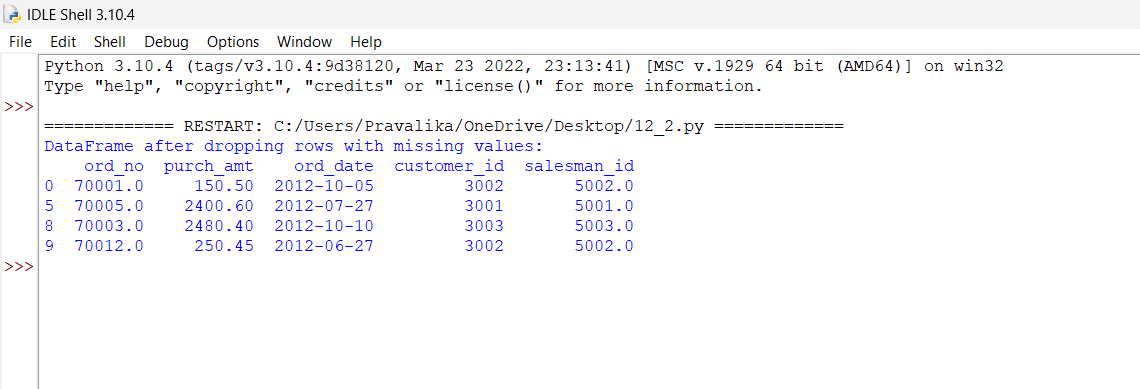 IDLE Shell 3.10.4
File Edit Shell Debug Options Window Help
Python 3.10.4 (tags/v3.10.4:9d38120, Mar 23 2022, 23:13:41) [MSC v.1929 64 bit (AMD64)] on win32
Type "help", "copyright", "credits" or "license()" for more information.
>>>
============= RESTART: C:/Users/Pravalika/OneDrive/Desktop/12_2.py =============
DataFrame after dropping rows with missing values:
    ord_no  purch_amt    ord_date  customer_id  salesman_id
0  70001.0     150.50  2012-10-05         3002       5002.0
5  70005.0    2400.60  2012-07-27         3001       5001.0
8  70003.0    2480.40  2012-10-10         3003       5003.0
9  70012.0     250.45  2012-06-27         3002       5002.0
>>>